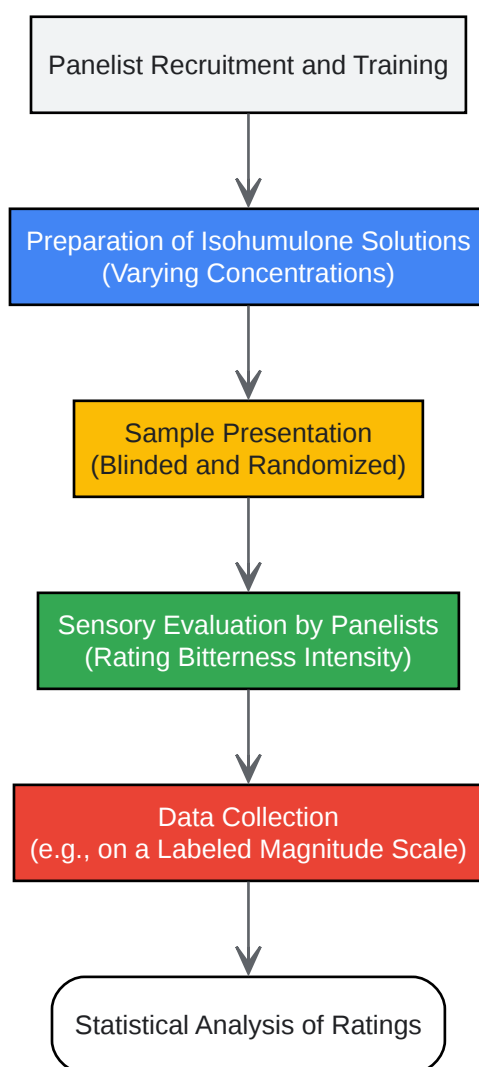 Panelist Recruitment and Training
Preparation of Isohumulone Solutions
(Varying Concentrations)
Sample Presentation
(Blinded and Randomized)
Sensory Evaluation by Panelists
(Rating Bitterness Intensity)
Data Collection
(e.g., on a Labeled Magnitude Scale)
Statistical Analysis of Ratings